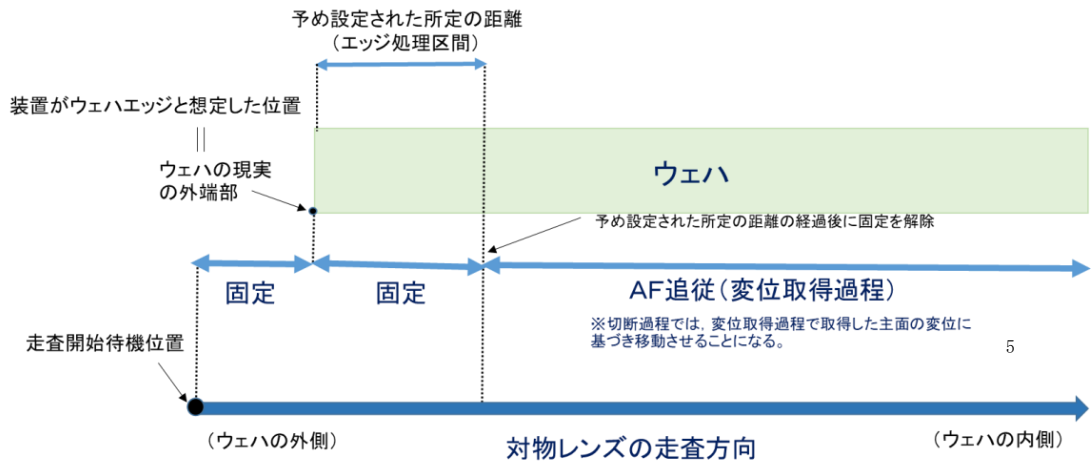 予め設定された所定の距離
（エッジ処理区間）
装置がウェハエッジと想定した位置
||
ウェハの現実
の外端部
ウェハ
予め設定された所定の距離の経過後に固定を解除
固定
固定
AF追従（変位取得過程）
※切断過程では，変位取得過程で取得した主面の変位に
基づき移動させることになる。
5
走査開始待機位置
（ウェハの外側）
対物レンズの走査方向
（ウェハの内側）